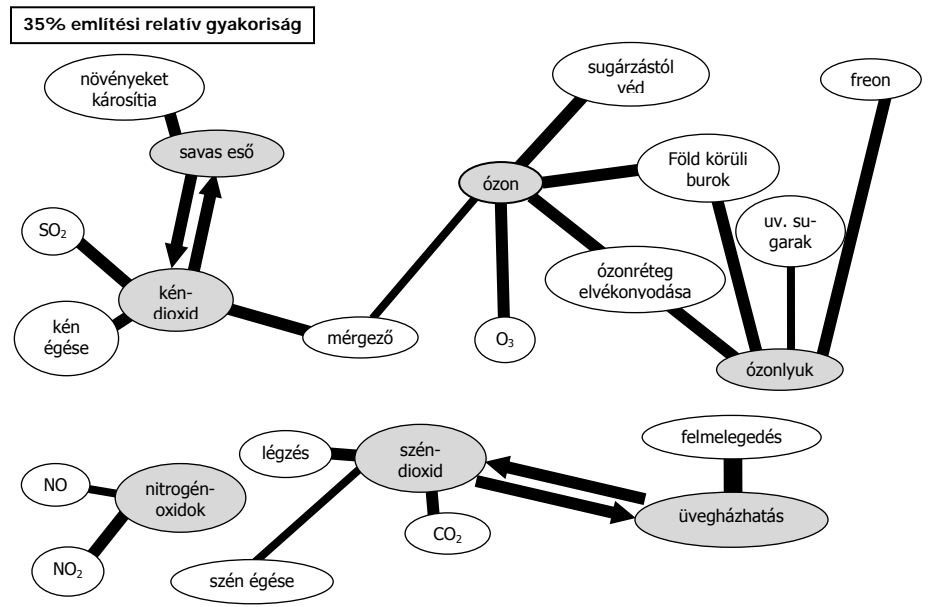 35% említési relatív gyakoriság
növényeket
károsítja
sugárzástól
véd
freon
savas eső
ózon
Föld körüli
burok
SO₂
uv. su-
garak
kén-
dioxid
ózonréteg
elvékonyodása
kén
égése
mérgező
O₃
ózonlyuk
légzés
szén-
dioxid
felmelegedés
NO
nitrogén-
oxidok
üvegházhatás
CO₂
NO₂
szén égése